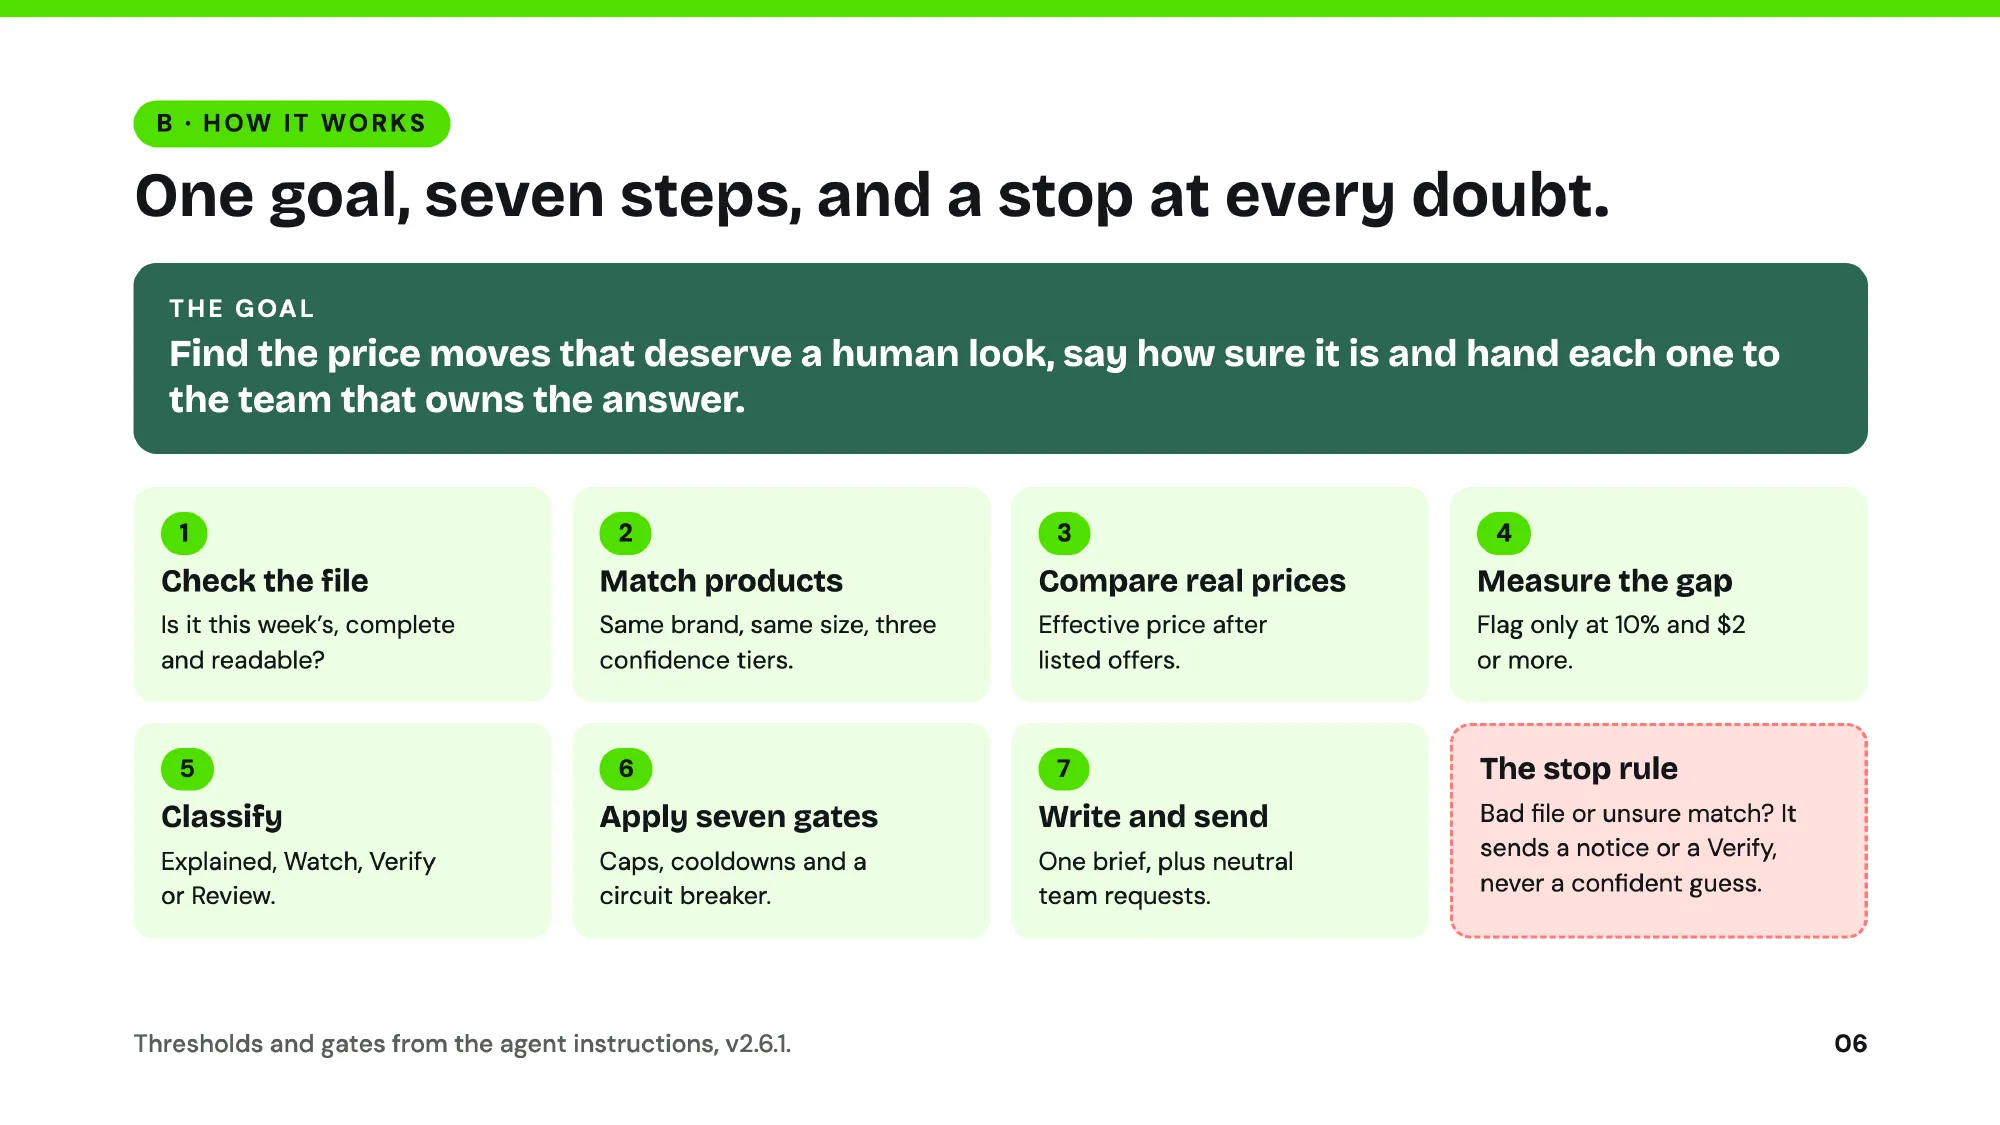 B · HOW IT WORKS
One goal, seven steps, and a stop at every doubt.
THE GOAL
Find the price moves that deserve a human look, say how sure it is and hand each one to
the team that owns the answer.
1
Check the file
Is it this week’s, complete
and readable?
2
Match products
Same brand, same size, three
confidence tiers.
3
Compare real prices
Effective price after
listed offers.
4
Measure the gap
Flag only at 10% and $2
or more.
5
Classify
Explained, Watch, Verify
or Review.
6
Apply seven gates
Caps, cooldowns and a
circuit breaker.
7
Write and send
One brief, plus neutral
team requests.
The stop rule
Bad file or unsure match? It
sends a notice or a Verify,
never a confident guess.
Thresholds and gates from the agent instructions, v2.6.1.
06